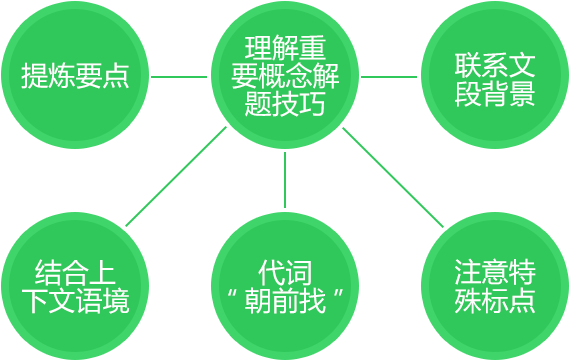 提炼要点
理解重
要概念解
题技巧
联系文
段背景
结合上
下文语境
代词
“ 朝前找 ”
注意特
殊标点